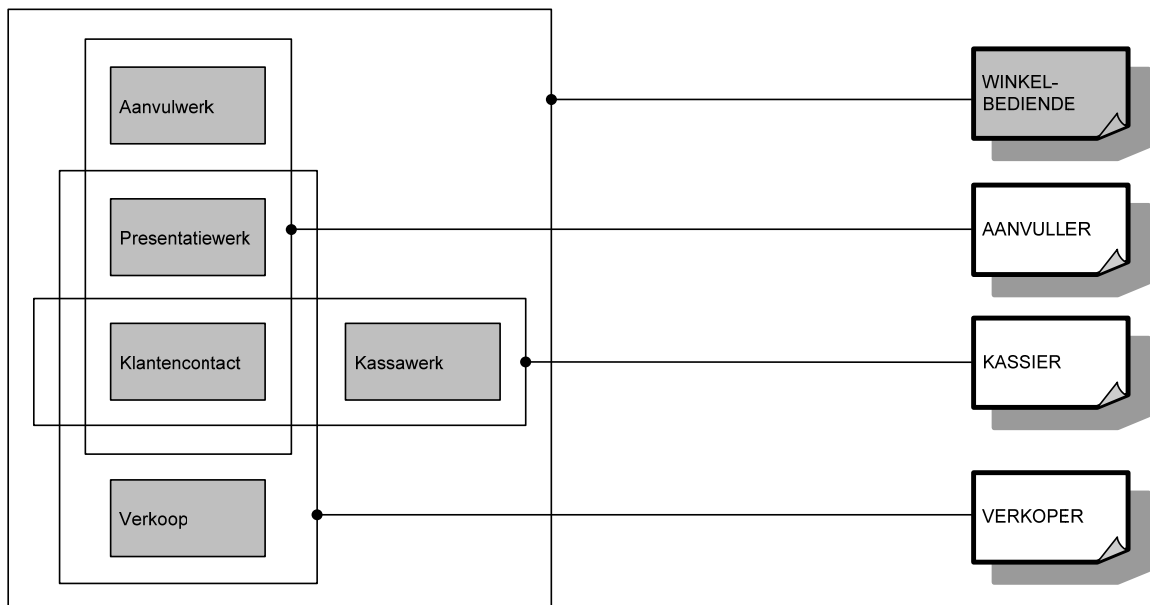 Aanvulwerk
WINKEL-
BEDIENDE
Presentatiewerk
AANVULLER
Klantencontact
Kassawerk
KASSIER
Verkoop
VERKOPER